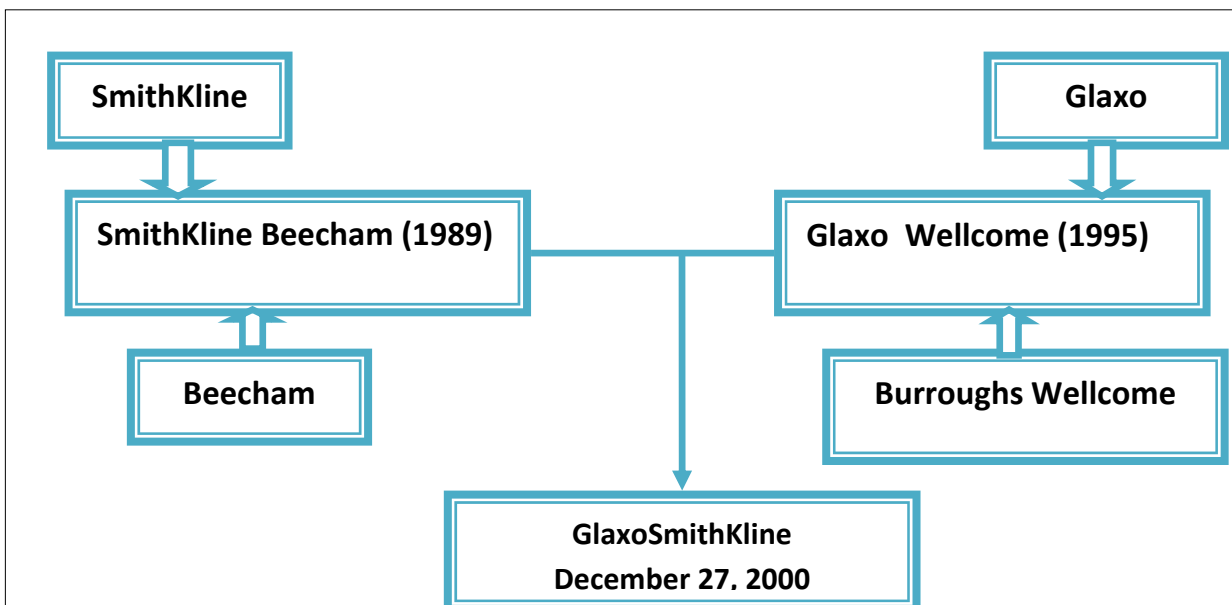 SmithKline
Glaxo
SmithKline Beecham (1989)
Glaxo Wellcome (1995)
Beecham
Burroughs Wellcome
GlaxoSmithKline
December 27, 2000